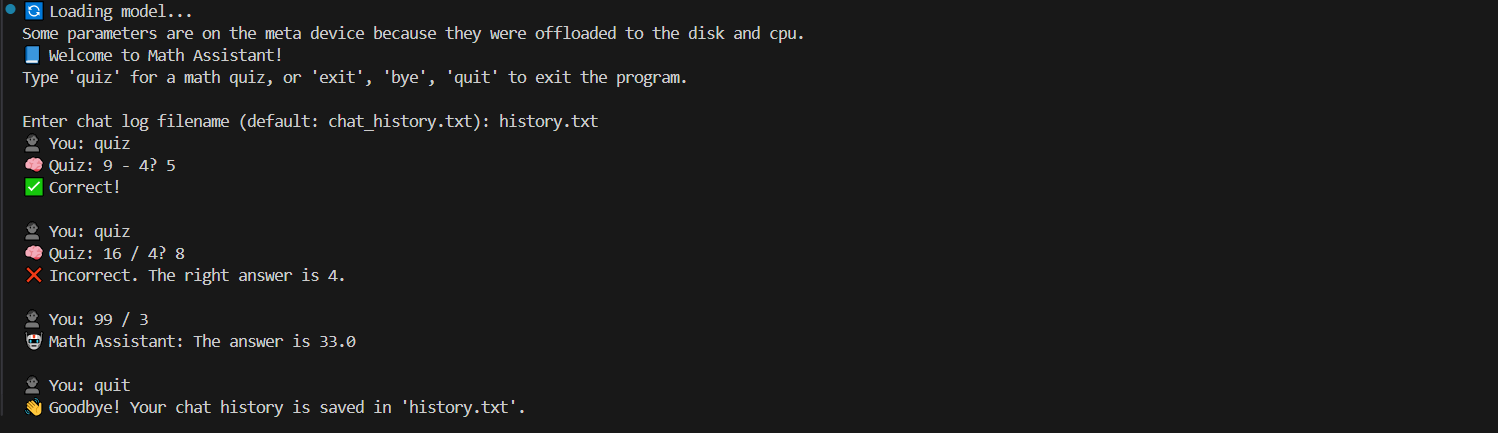 🔄 Loading model...
Some parameters are on the meta device because they were offloaded to the disk and cpu.
📘 Welcome to Math Assistant!
Type 'quiz' for a math quiz, or 'exit', 'bye', 'quit' to exit the program.

Enter chat log filename (default: chat_history.txt): history.txt
👤 You: quiz
🧠 Quiz: 9 - 4? 5
✅ Correct!

👤 You: quiz
🧠 Quiz: 16 / 4? 8
❌ Incorrect. The right answer is 4.

👤 You: 99 / 3
🤖 Math Assistant: The answer is 33.0

👤 You: quit
👋 Goodbye! Your chat history is saved in 'history.txt'.